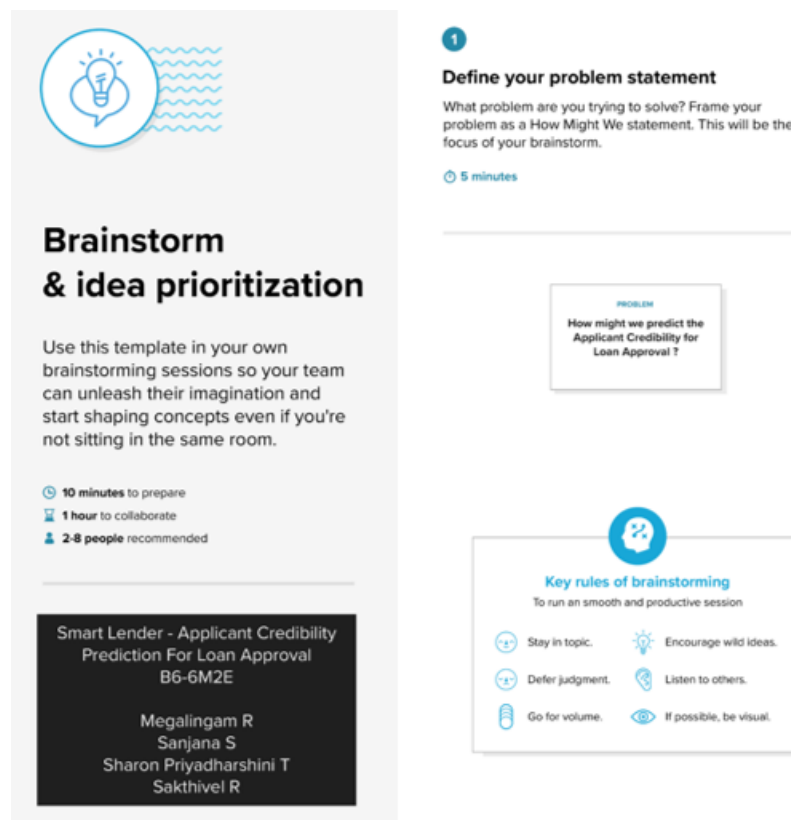 Brainstorm
& idea prioritization
Use this template in your own
brainstorming sessions so your team
can unleash their imagination and
start shaping concepts even if you're
not sitting in the same room.
10 minutes to prepare
1 hour to collaborate
2-8 people recommended
Smart Lender - Applicant Credibility
Prediction For Loan Approval
B6-6M2E
Megalingam R
Sanjana S
Sharon Priyadharshini T
Sakthivel R
1
Define your problem statement
What problem are you trying to solve? Frame your
problem as a How Might We statement. This will be the
focus of your brainstorm.
5 minutes
PROBLEM
How might we predict the
Applicant Credibility for
Loan Approval ?
Key rules of brainstorming
To run an smooth and productive session
Stay in topic.
Encourage wild ideas.
Defer judgment.
Listen to others.
Go for volume.
If possible, be visual.